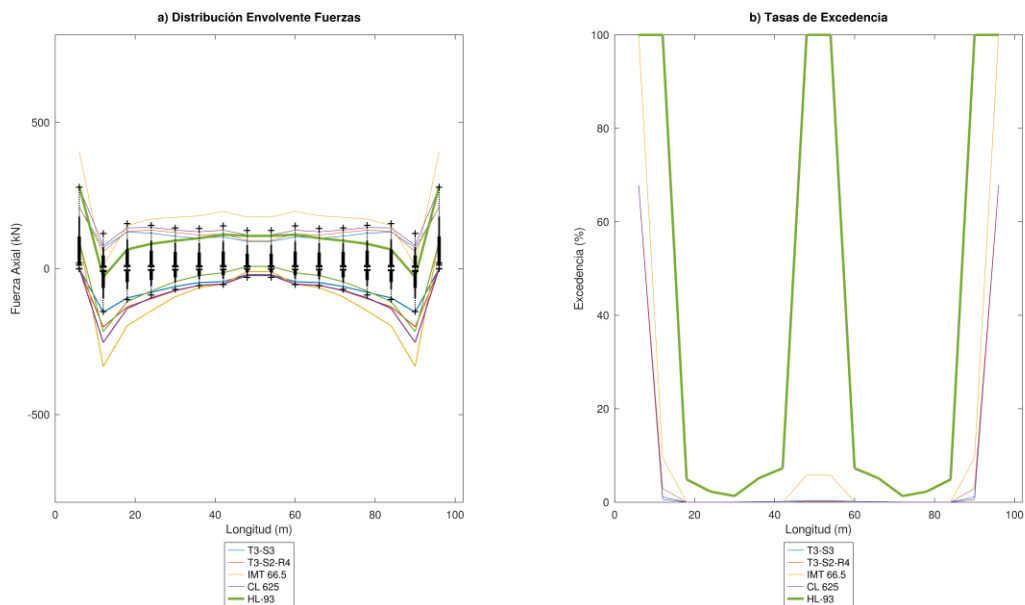 a) Distribución Envolvente Fuerzas
500
0
-500
Fuerza Axial (kN)
0
20
40
60
80
100
Longitud (m)
T3-S3
T3-S2-R4
IMT 66.5
CL 625
HL-93
b) Tasas de Excedencia
100
80
60
40
20
0
Excedencia (%)
0
20
40
60
80
100
Longitud (m)
T3-S3
T3-S2-R4
IMT 66.5
CL 625
HL-93